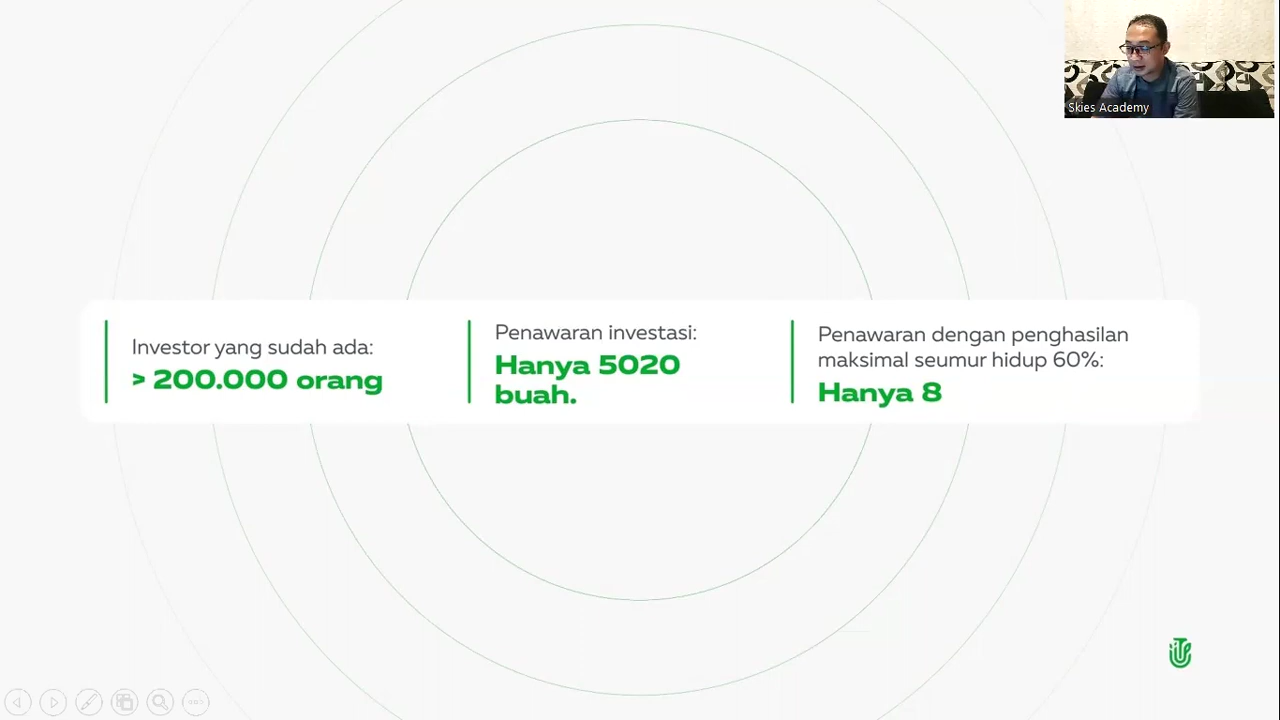 Skies Academy
Investor yang sudah ada:
> 200.000 orang
Penawaran investasi:
Hanya 5020
buah.
Penawaran dengan penghasilan
maksimal seumur hidup 60%:
Hanya 8